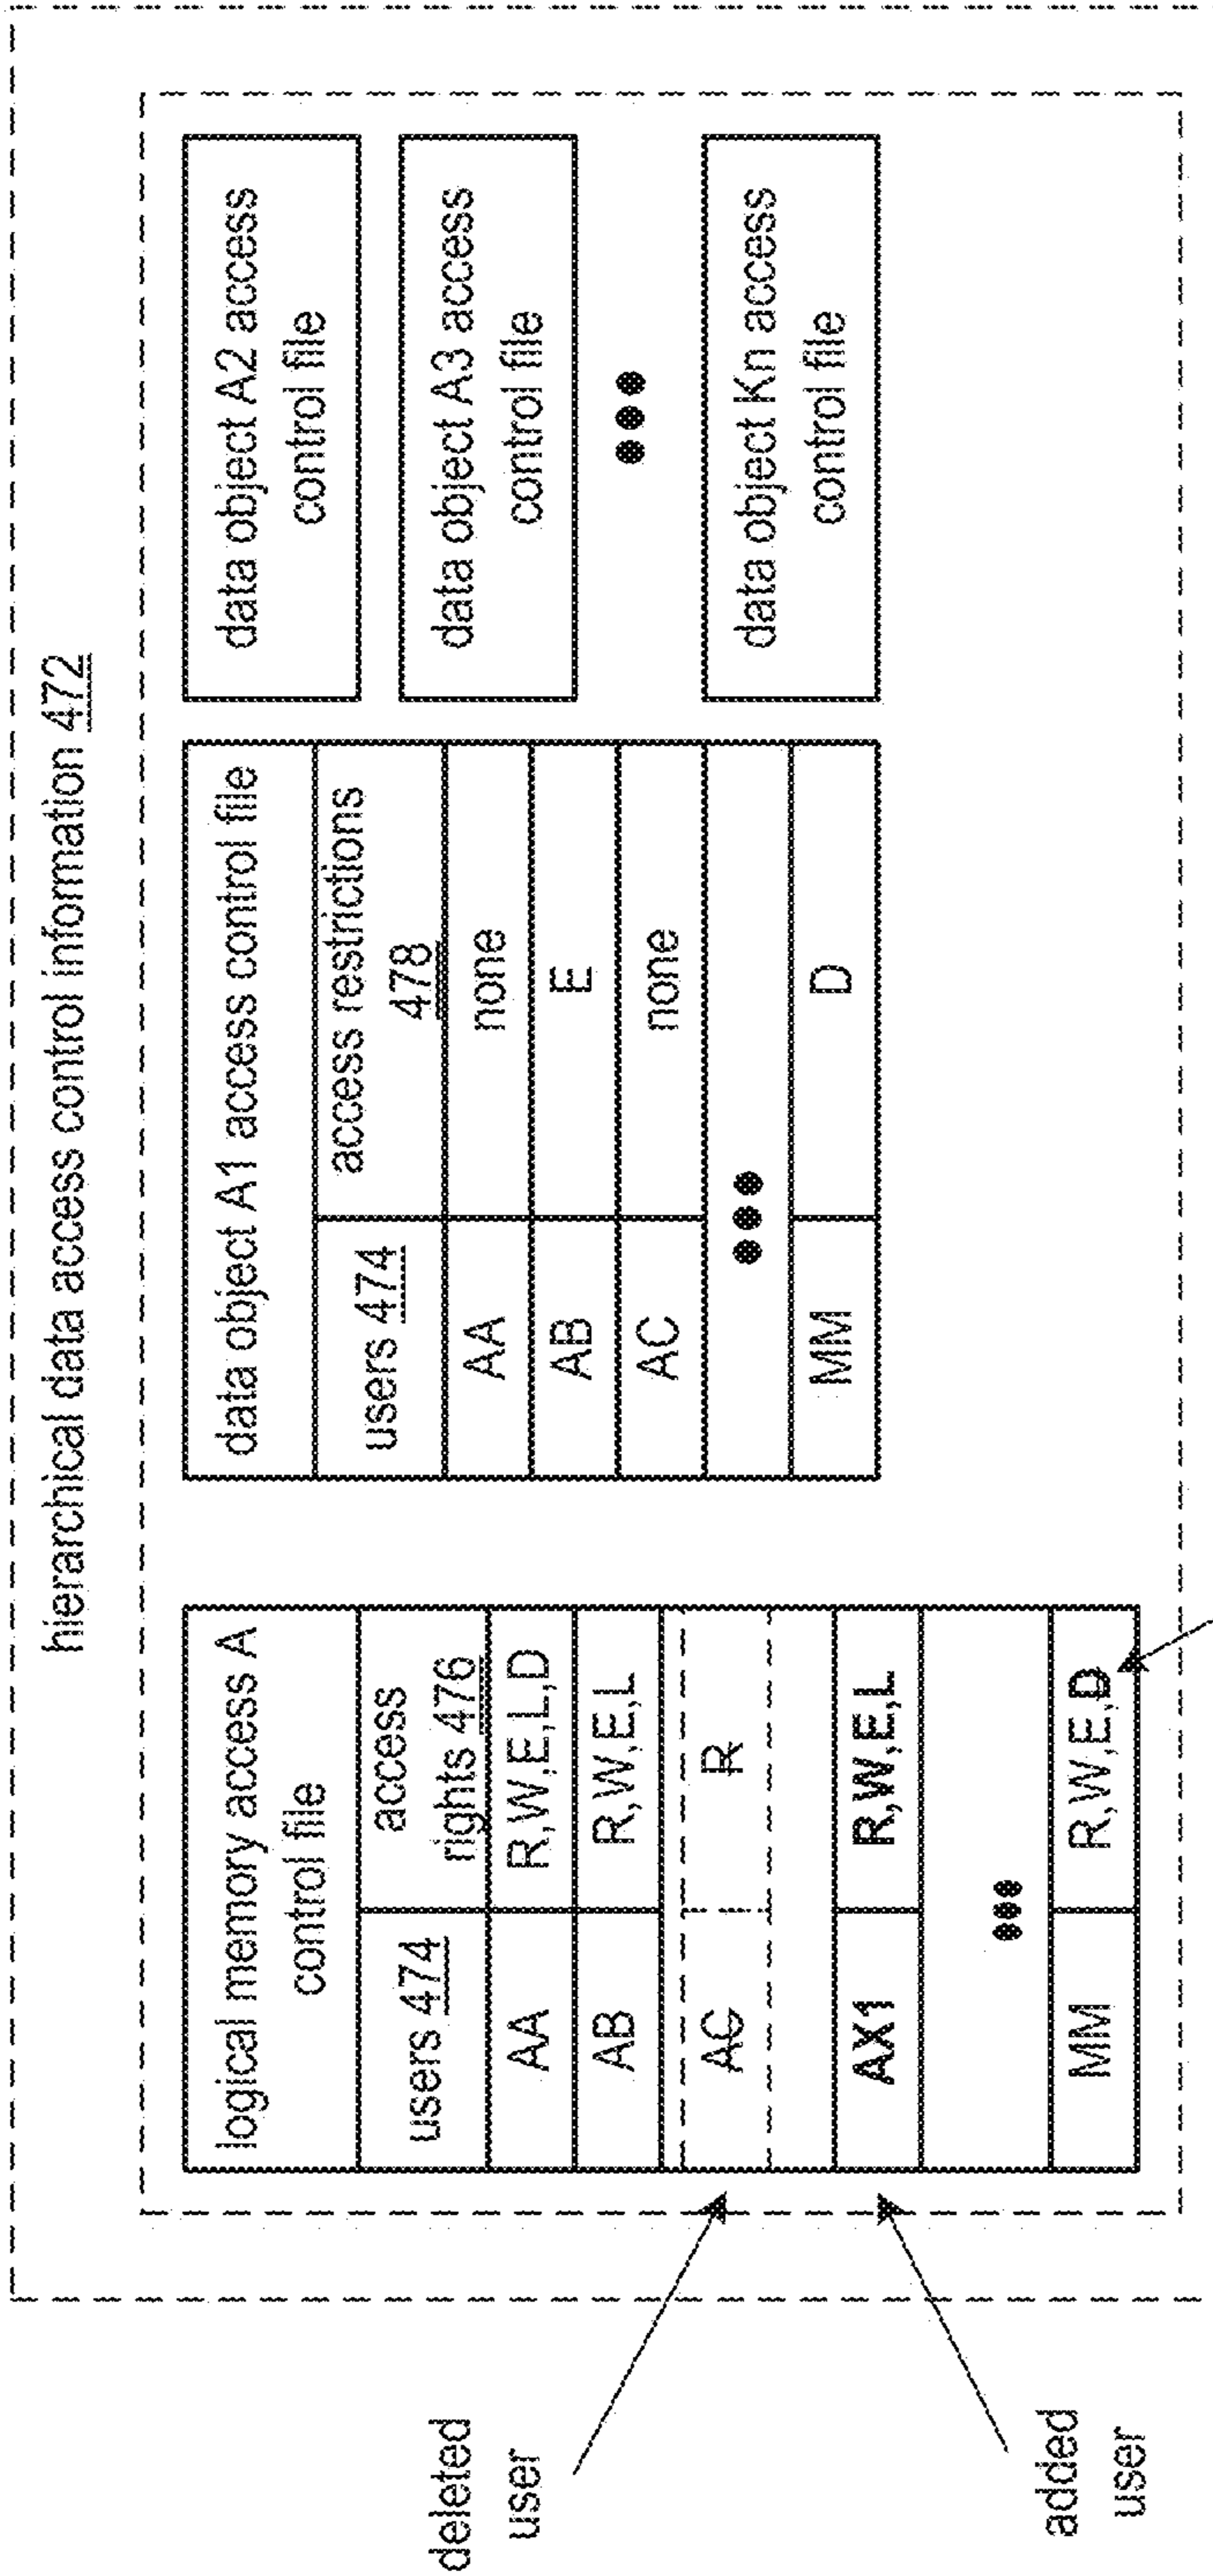 hierarchical data access control information 472
logical memory access A
control file
users 474
access
rights 476
AA
R,W,E,L,D
AB
R,W,E,L
AC
R
AX1
R,W,E,L
MM
R,W,E,D
data object A1 access control file
users 474
access restrictions
478
AA
none
AB
E
AC
none
MM
D
data object A2 access
control file
data object A3 access
control file
data object Kn access
control file
deleted
user
added
user